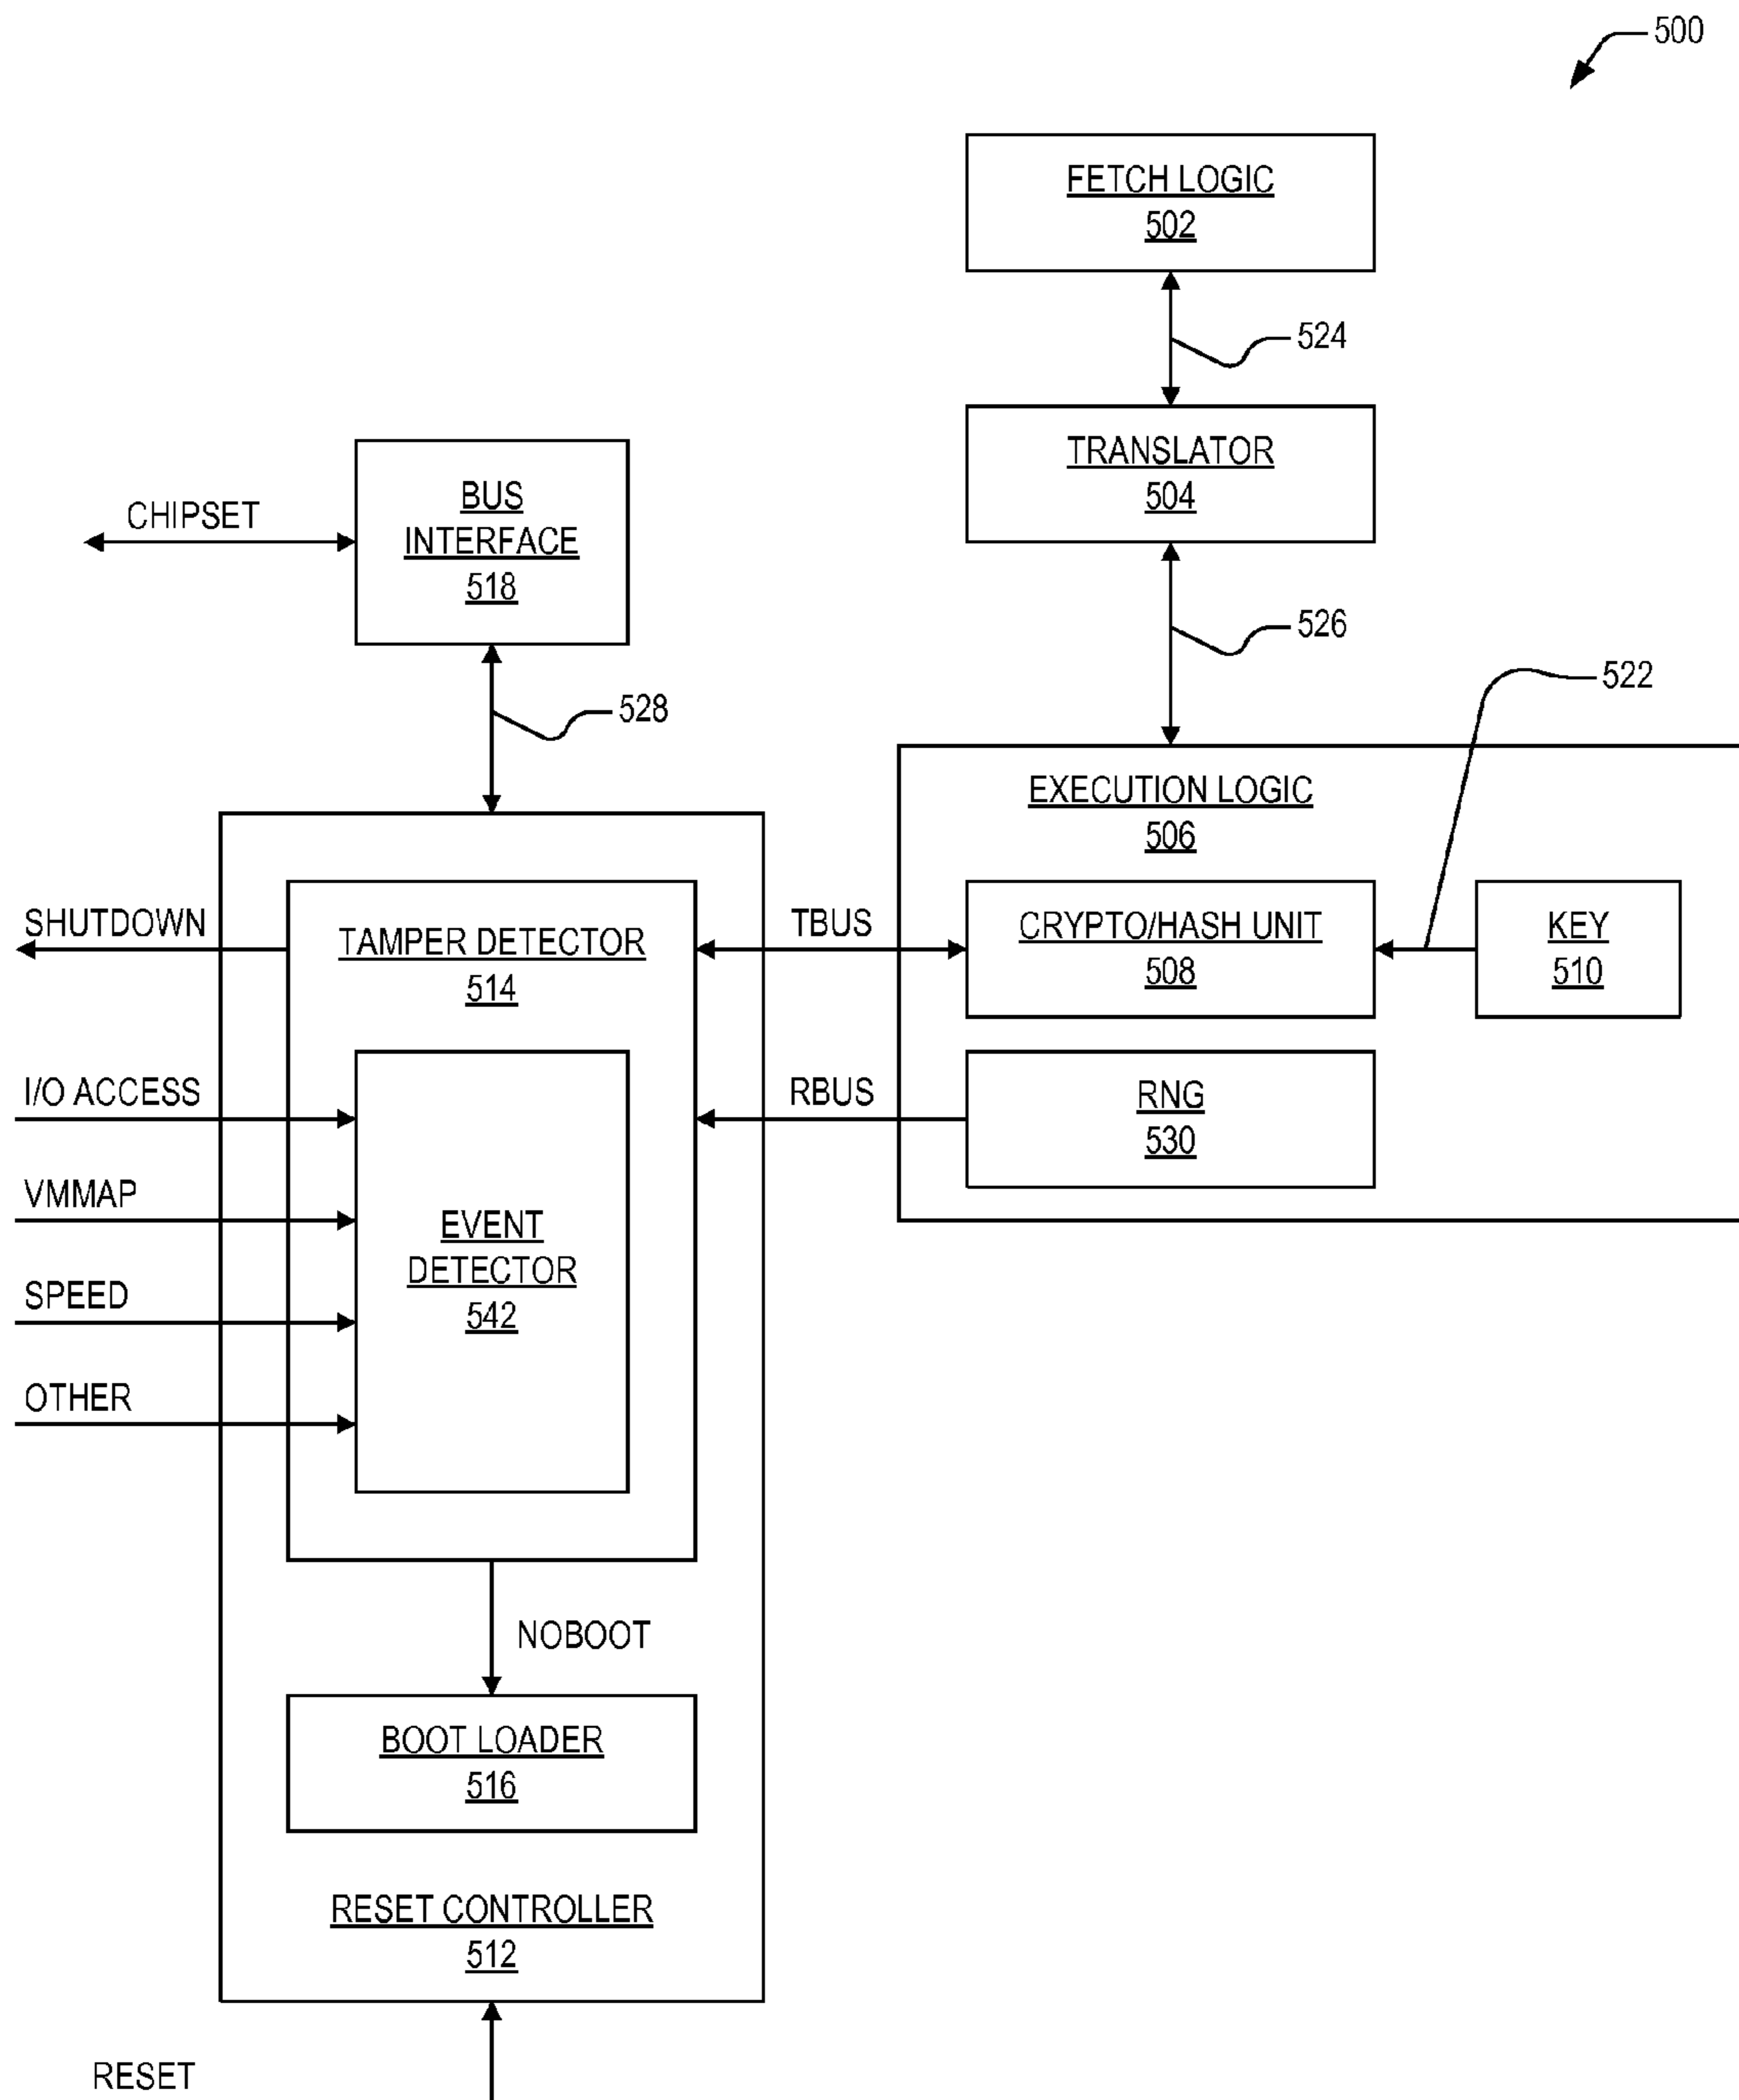 500
FETCH LOGIC
502
524
TRANSLATOR
504
CHIPSET
BUS
INTERFACE
518
526
522
528
EXECUTION LOGIC
506
SHUTDOWN
TAMPER DETECTOR
514
TBUS
CRYPTO/HASH UNIT
508
KEY
510
I/O ACCESS
RBUS
RNG
530
VMMAP
EVENT
DETECTOR
542
SPEED
OTHER
NOBOOT
BOOT LOADER
516
RESET CONTROLLER
512
RESET